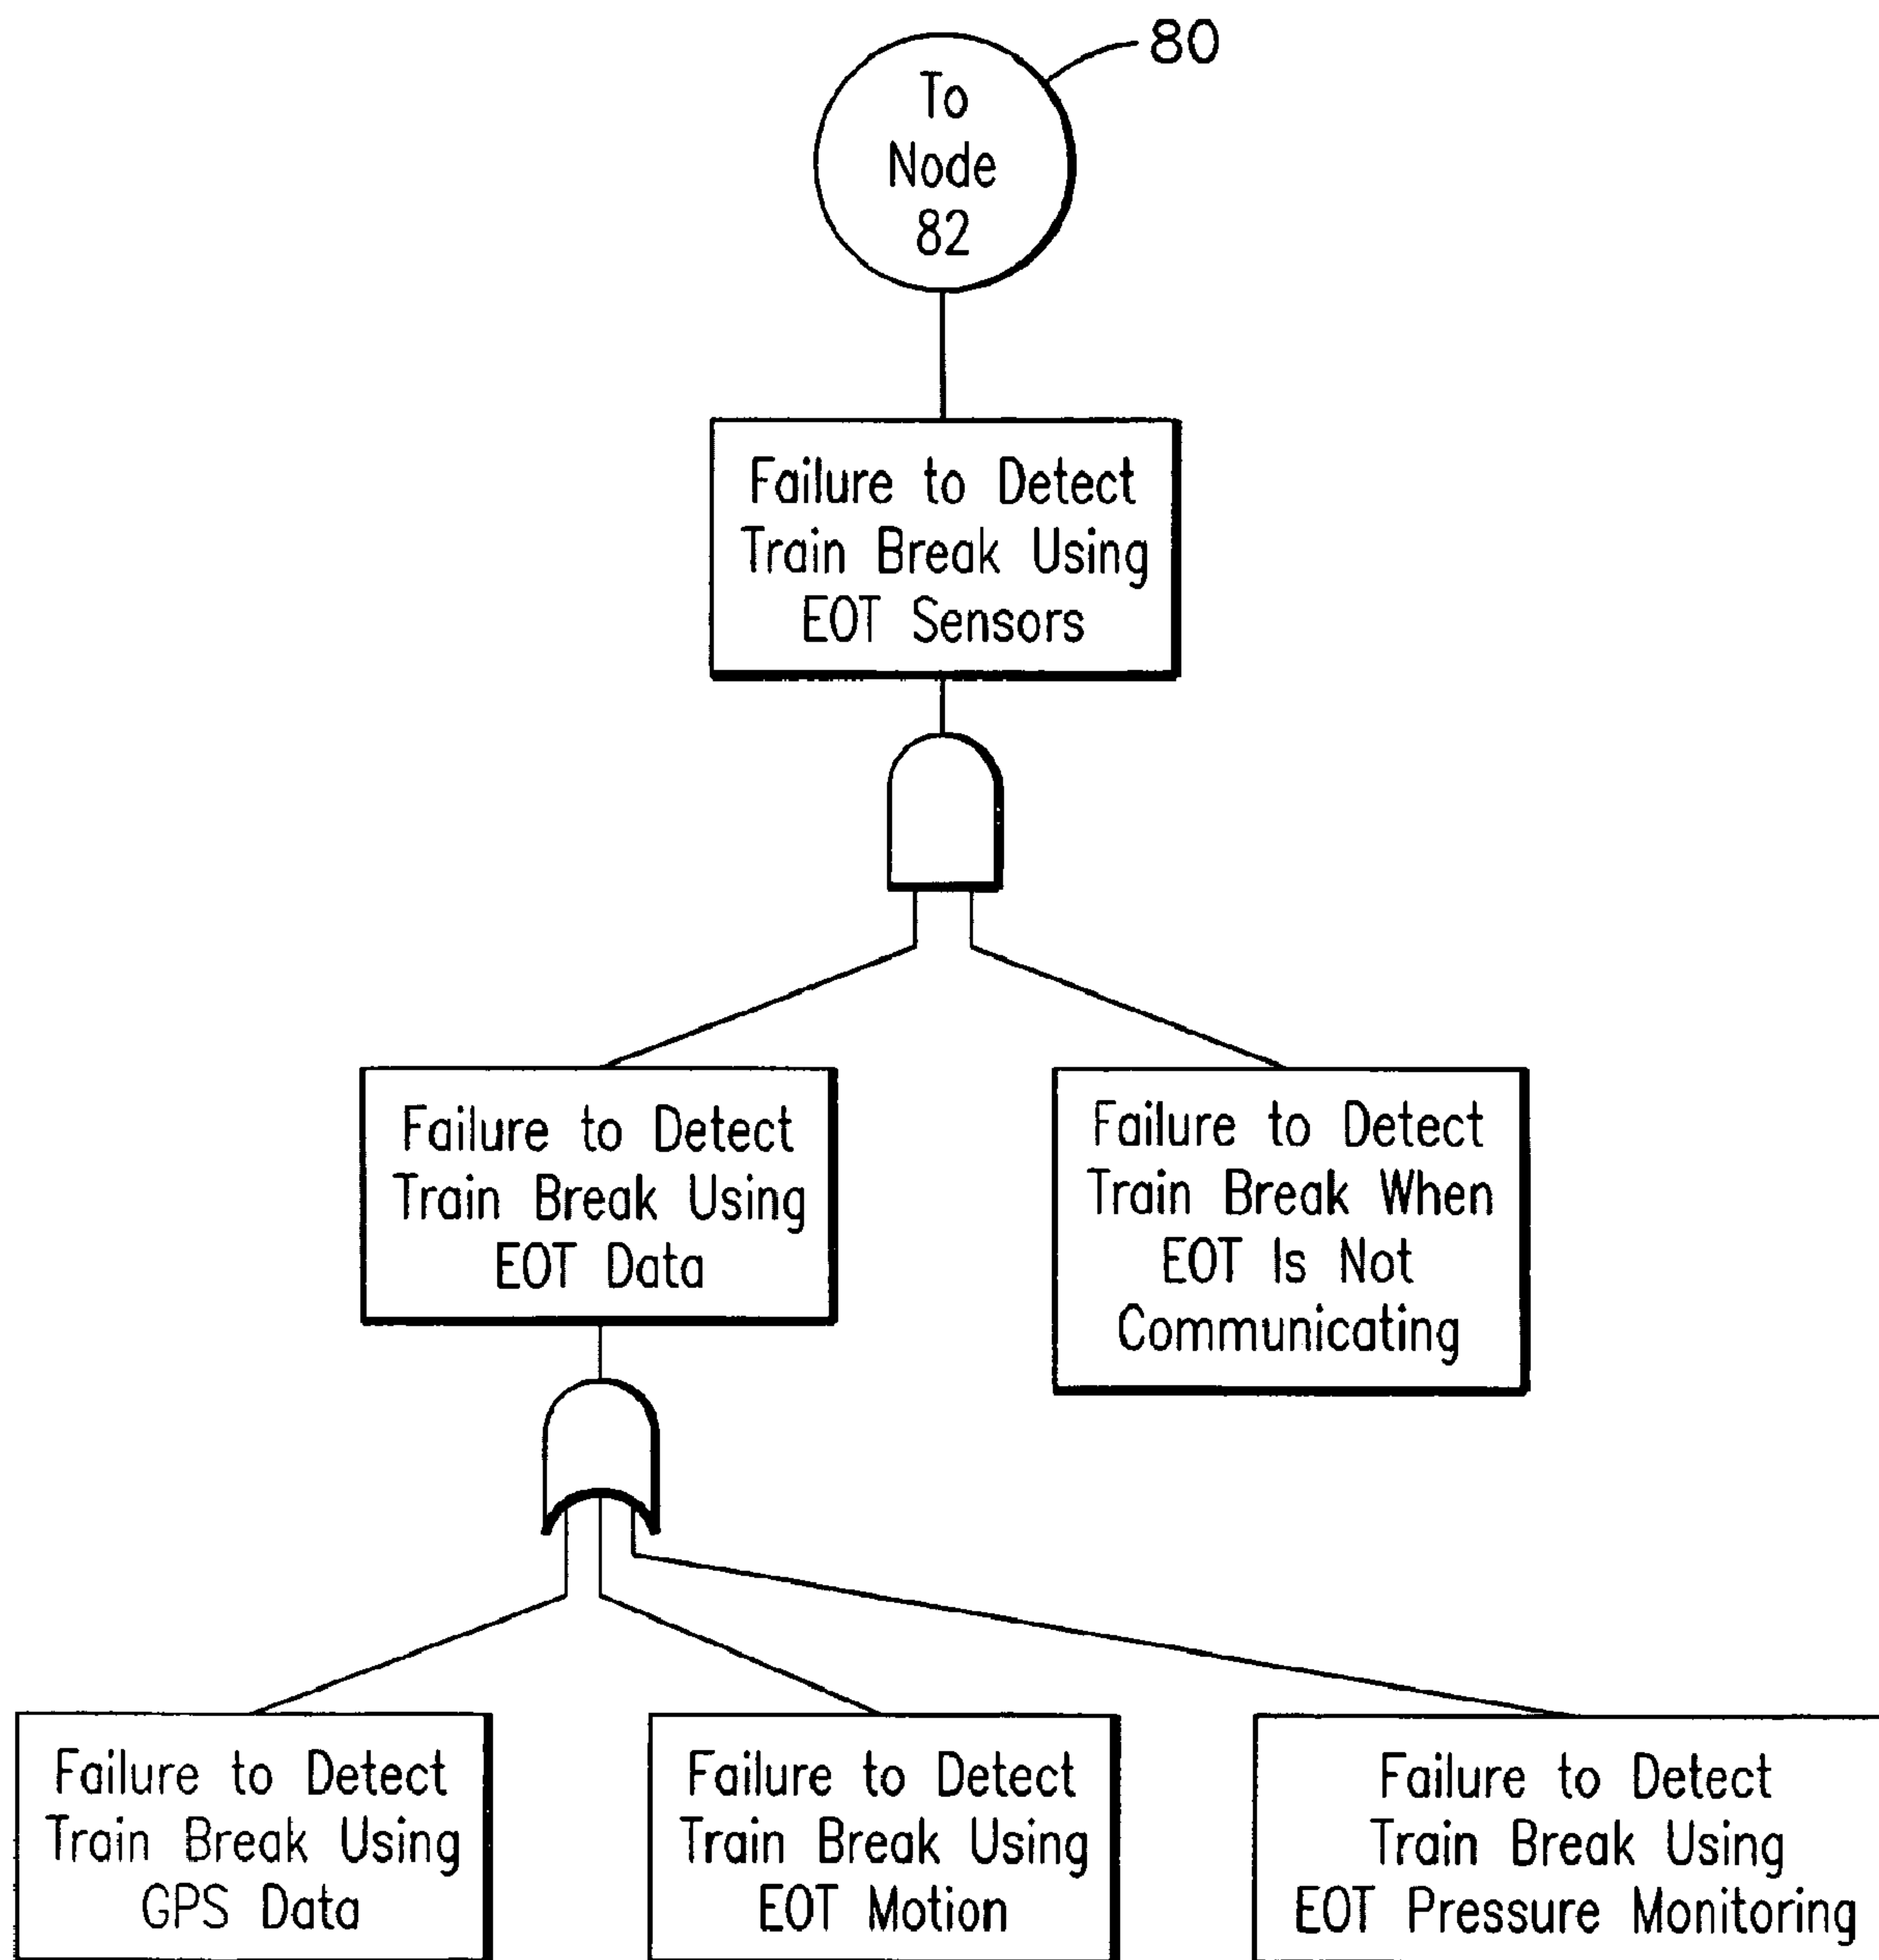 80
To
Node
82
Failure to Detect
Train Break Using
EOT Sensors
Failure to Detect
Train Break Using
EOT Data
Failure to Detect
Train Break When
EOT Is Not
Communicating
Failure to Detect
Train Break Using
GPS Data
Failure to Detect
Train Break Using
EOT Motion
Failure to Detect
Train Break Using
EOT Pressure Monitoring